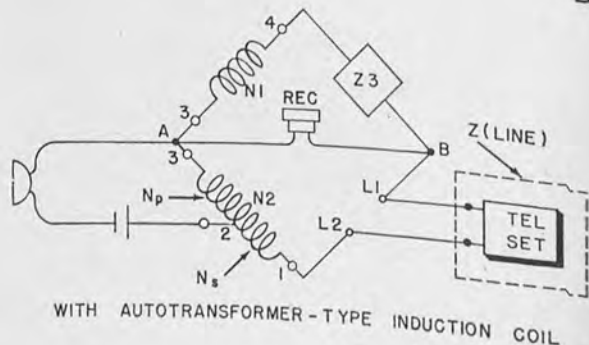 4
Z3
N1
REC
3
A
B
Z (LINE)
3
Np
N2
L1
L2
TEL
SET
2
Ns
1
WITH AUTOTRANSFORMER-TYPE INDUCTION COIL